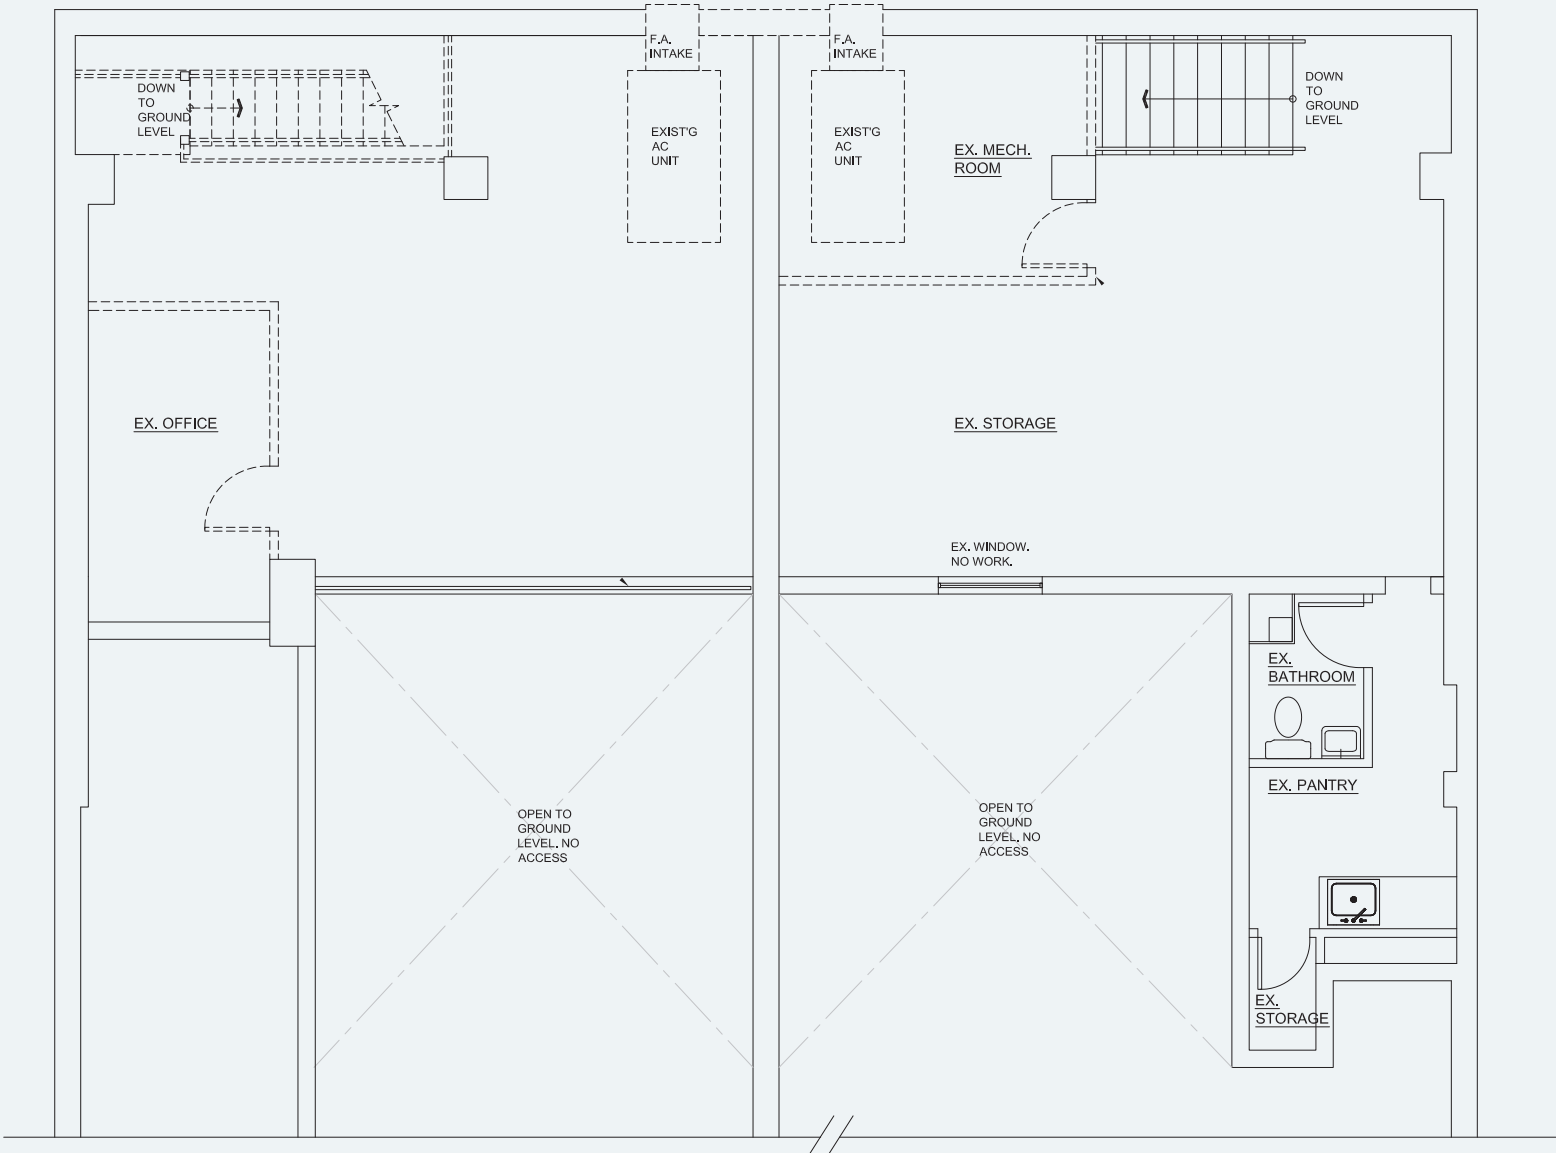 F.A.
INTAKE
F.A.
INTAKE
DOWN
TO
GROUND
LEVEL
DOWN
TO
GROUND
LEVEL
EXIST'G
AC
UNIT
EXIST'G
AC
UNIT
EX. MECH.
ROOM
EX. OFFICE
EX. STORAGE
EX. WINDOW.
NO WORK.
EX.
BATHROOM
EX. PANTRY
OPEN TO
GROUND
LEVEL. NO
ACCESS
OPEN TO
GROUND
LEVEL. NO
ACCESS
EX.
STORAGE